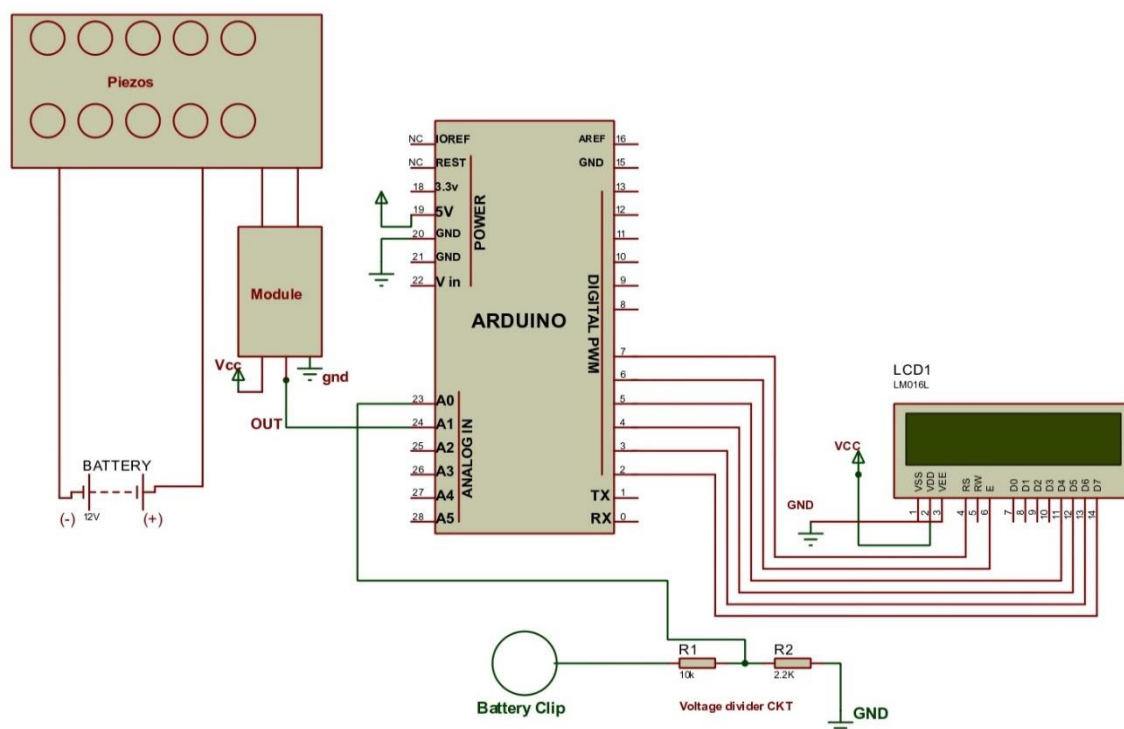 Piezos
Module
Vcc
gnd
OUT
BATTERY
(-)
12V
(+)
NC
IOREF
NC
REST
18
3.3v
19
5V
20
GND
21
GND
22
V in
POWER
ARDUINO
23
A0
24
A1
25
A2
26
A3
27
A4
28
A5
ANALOG IN
AREF
16
GND
15
13
12
11
10
9
8
7
6
5
4
3
2
DIGITAL PWM
TX
1
RX
0
LCD1
LM016L
VSS
VDD
VEE
RS
RW
E
D0
D1
D2
D3
D4
D5
D6
D7
1
2
3
4
5
6
7
8
9
10
11
12
13
14
VCC
GND
R1
10k
R2
2.2K
Battery Clip
Voltage divider CKT
GND